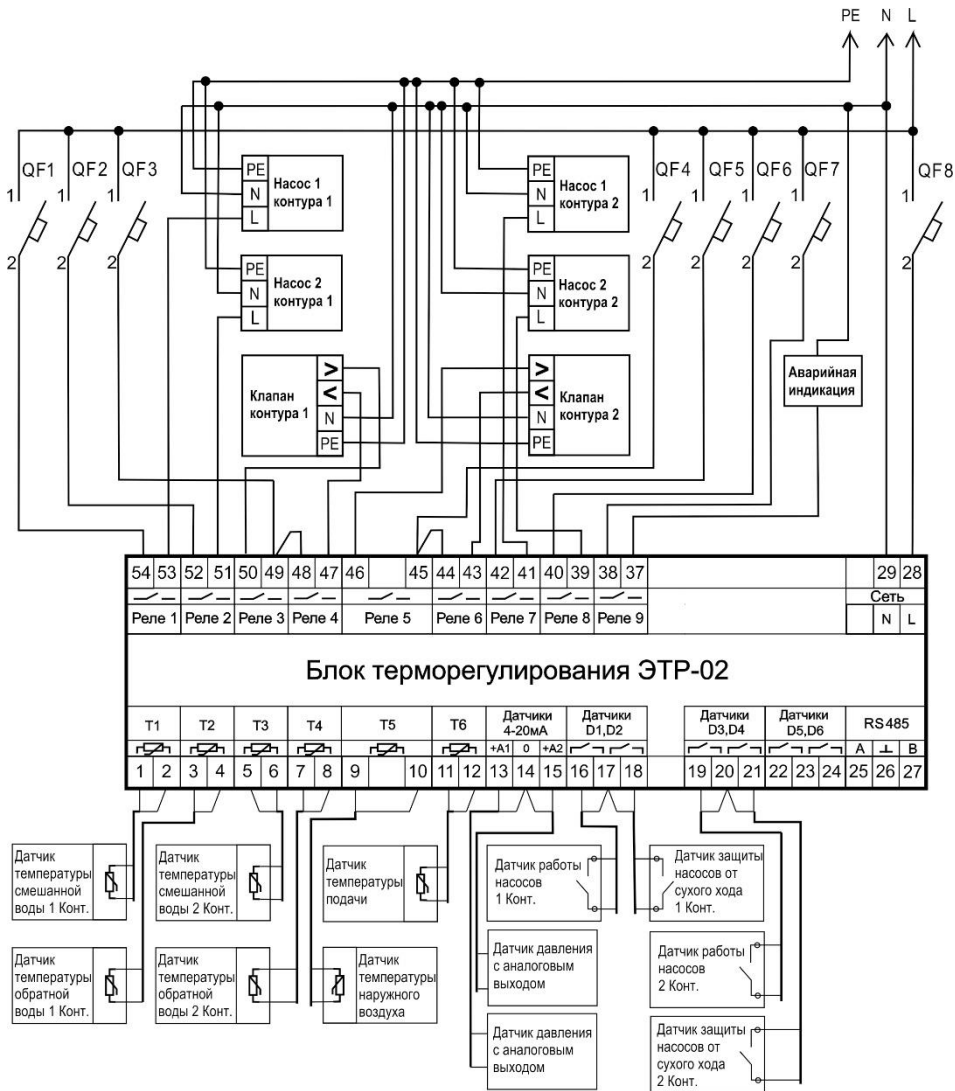 PE N L
QF1 QF2 QF3 QF4 QF5 QF6 QF7 QF8
1 1 1 1 1 1 1 1
2 2 2 2 2 2 2 2
PE
N
L
Насос 1
контура 1
PE
N
L
Насос 1
контура 2
PE
N
L
Насос 2
контура 1
PE
N
L
Насос 2
контура 2
Клапан
контура 1
>
<
N
PE
>
<
N
PE
Клапан
контура 2
Аварийная
индикация
54 53 52 51 50 49 48 47 46 45 44 43 42 41 40 39 38 37 29 28
Сеть
Реле 1 Реле 2 Реле 3 Реле 4 Реле 5 Реле 6 Реле 7 Реле 8 Реле 9 N L
Блок терморегулирования ЭТР-02
T1 T2 T3 T4 T5 T6
Датчики
4-20мА
Датчики
D1,D2
Датчики
D3,D4
Датчики
D5,D6
RS 485
+A1 0 +A2 A ⊥ B
1 2 3 4 5 6 7 8 9 10 11 12 13 14 15 16 17 18 19 20 21 22 23 24 25 26 27
Датчик
температуры
смешанной
воды 1 Конт.
Датчик
температуры
смешанной
воды 2 Конт.
Датчик
температуры
подачи
Датчик работы
насосов
1 Конт.
Датчик защиты
насосов от
сухого хода
1 Конт.
Датчик
температуры
обратной
воды 1 Конт.
Датчик
температуры
обратной
воды 2 Конт.
Датчик
температуры
наружного
воздуха
Датчик давления
с аналоговым
выходом
Датчик работы
насосов
2 Конт.
Датчик давления
с аналоговым
выходом
Датчик защиты
насосов от
сухого хода
2 Конт.